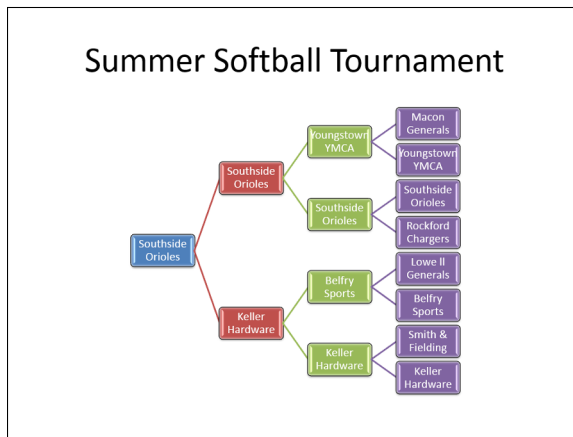 Summer Softball Tournament
Macon
Generals
Youngstown
YMCA
Youngstown
YMCA
Southside
Orioles
Southside
Orioles
Southside
Orioles
Rockford
Chargers
Southside
Orioles
Lowe ll
Generals
Belfry
Sports
Belfry
Sports
Keller
Hardware
Smith &
Fielding
Keller
Hardware
Keller
Hardware